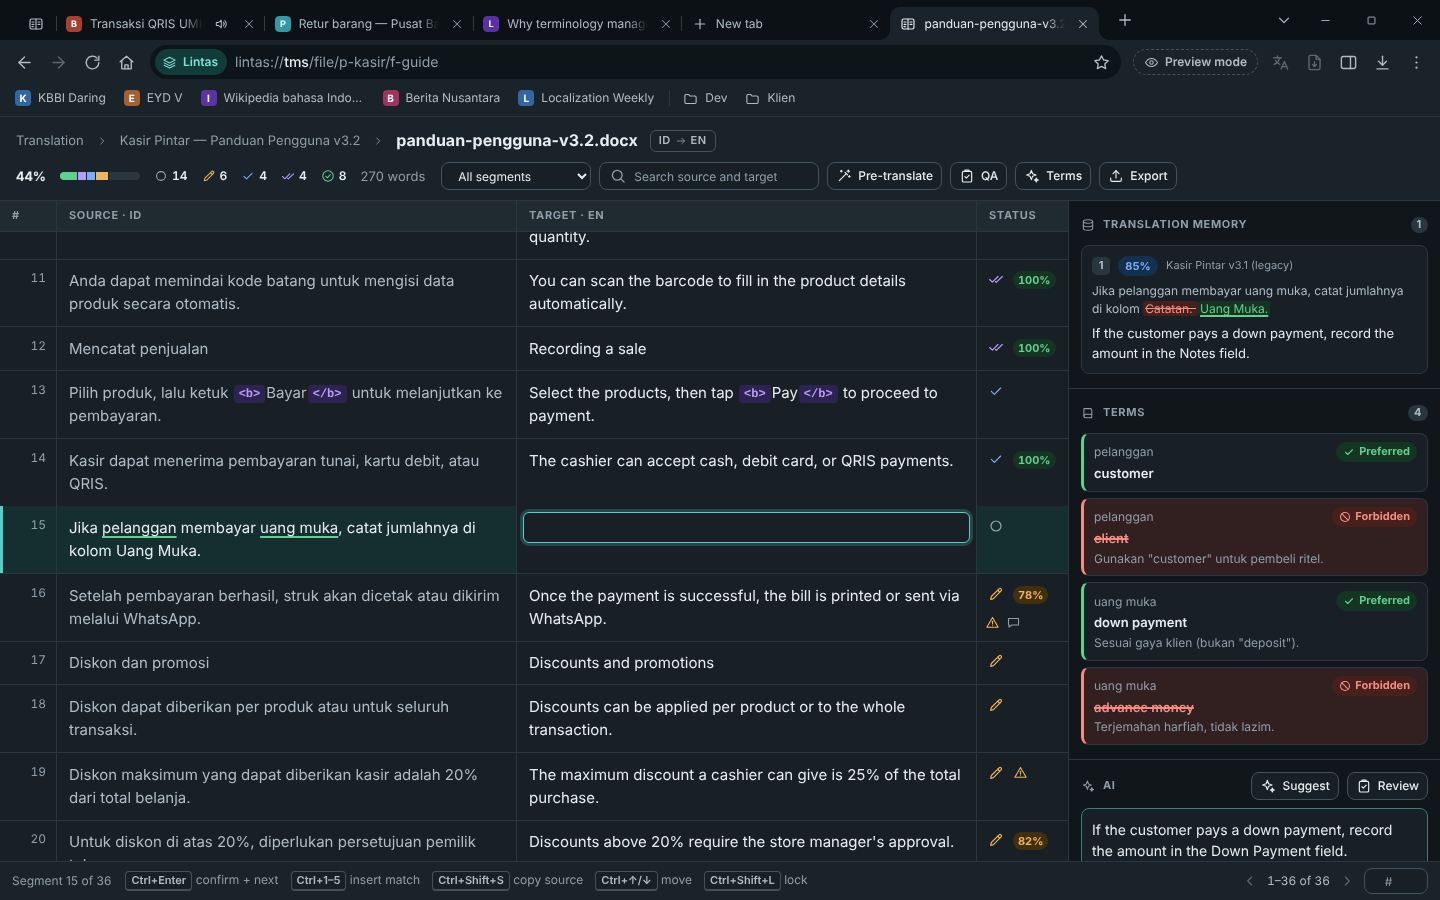 Transaksi QRIS UM
Retur barang — Pusat B
Why terminology manag
New tab
panduan-pengguna-v3.2
Lintas
lintas://tms/file/p-kasir/f-guide
Preview mode
KBBI Daring
EYD V
Wikipedia bahasa Indo...
Berita Nusantara
Localization Weekly
Dev
Klien
Translation
Kasir Pintar — Panduan Pengguna v3.2
panduan-pengguna-v3.2.docx
ID → EN
44%
14
6
4
4
8
270 words
All segments
Search source and target
Pre-translate
QA
Terms
Export
#
SOURCE · ID
TARGET · EN
STATUS
quantity.
11
Anda dapat memindai kode batang untuk mengisi data
produk secara otomatis.
You can scan the barcode to fill in the product details
automatically.
100%
12
Mencatat penjualan
Recording a sale
100%
13
Pilih produk, lalu ketuk <b> Bayar </b> untuk melanjutkan ke
pembayaran.
Select the products, then tap <b> Pay </b> to proceed to
payment.
14
Kasir dapat menerima pembayaran tunai, kartu debit, atau
QRIS.
The cashier can accept cash, debit card, or QRIS payments.
100%
15
Jika pelanggan membayar uang muka, catat jumlahnya di
kolom Uang Muka.
16
Setelah pembayaran berhasil, struk akan dicetak atau dikirim
melalui WhatsApp.
Once the payment is successful, the bill is printed or sent via
WhatsApp.
78%
17
Diskon dan promosi
Discounts and promotions
18
Diskon dapat diberikan per produk atau untuk seluruh
transaksi.
Discounts can be applied per product or to the whole
transaction.
19
Diskon maksimum yang dapat diberikan kasir adalah 20%
dari total belanja.
The maximum discount a cashier can give is 25% of the total
purchase.
20
Untuk diskon di atas 20%, diperlukan persetujuan pemilik
Discounts above 20% require the store manager's approval.
82%
TRANSLATION MEMORY
1
1
85%
Kasir Pintar v3.1 (legacy)
Jika pelanggan membayar uang muka, catat jumlahnya
di kolom Catatan. Uang Muka.
If the customer pays a down payment, record the
amount in the Notes field.
TERMS
4
pelanggan
Preferred
customer
pelanggan
Forbidden
client
Gunakan "customer" untuk pembeli ritel.
uang muka
Preferred
down payment
Sesuai gaya klien (bukan "deposit").
uang muka
Forbidden
advance money
Terjemahan harfiah, tidak lazim.
AI
Suggest
Review
If the customer pays a down payment, record
the amount in the Down Payment field.
Segment 15 of 36
Ctrl+Enter confirm + next
Ctrl+1–5 insert match
Ctrl+Shift+S copy source
Ctrl+↑/↓ move
Ctrl+Shift+L lock
1–36 of 36
#